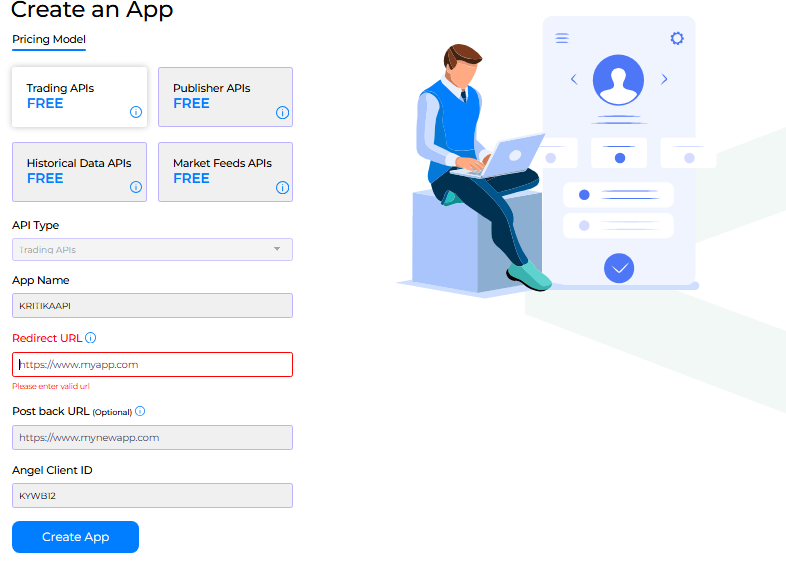 Create an App
Pricing Model
Trading APIs
FREE
Publisher APIs
FREE
Historical Data APIs
FREE
Market Feeds APIs
FREE
API Type
Trading APIs
App Name
KRITIKAAPI
Redirect URL
https://www.myapp.com
Please enter valid url
Post back URL (Optional)
https://www.mynewapp.com
Angel Client ID
KYWB12
Create App